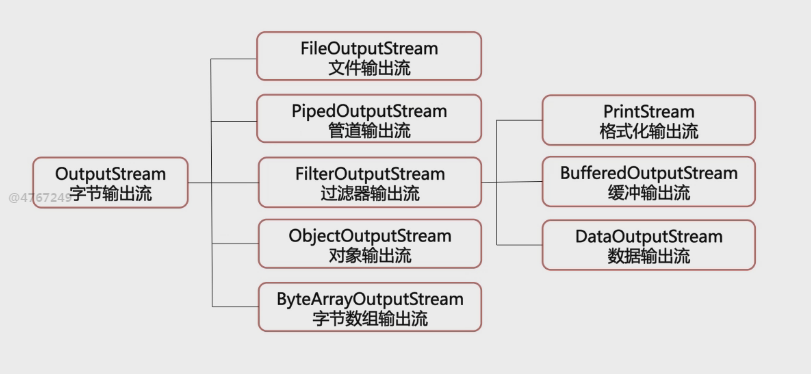 FileOutputStream
文件输出流
PipedOutputStream
管道输出流
PrintStream
格式化输出流
OutputStream
字节输出流
FilterOutputStream
过滤器输出流
BufferedOutputStream
缓冲输出流
@4767249
ObjectOutputStream
对象输出流
DataOutputStream
数据输出流
ByteArrayOutputStream
字节数组输出流